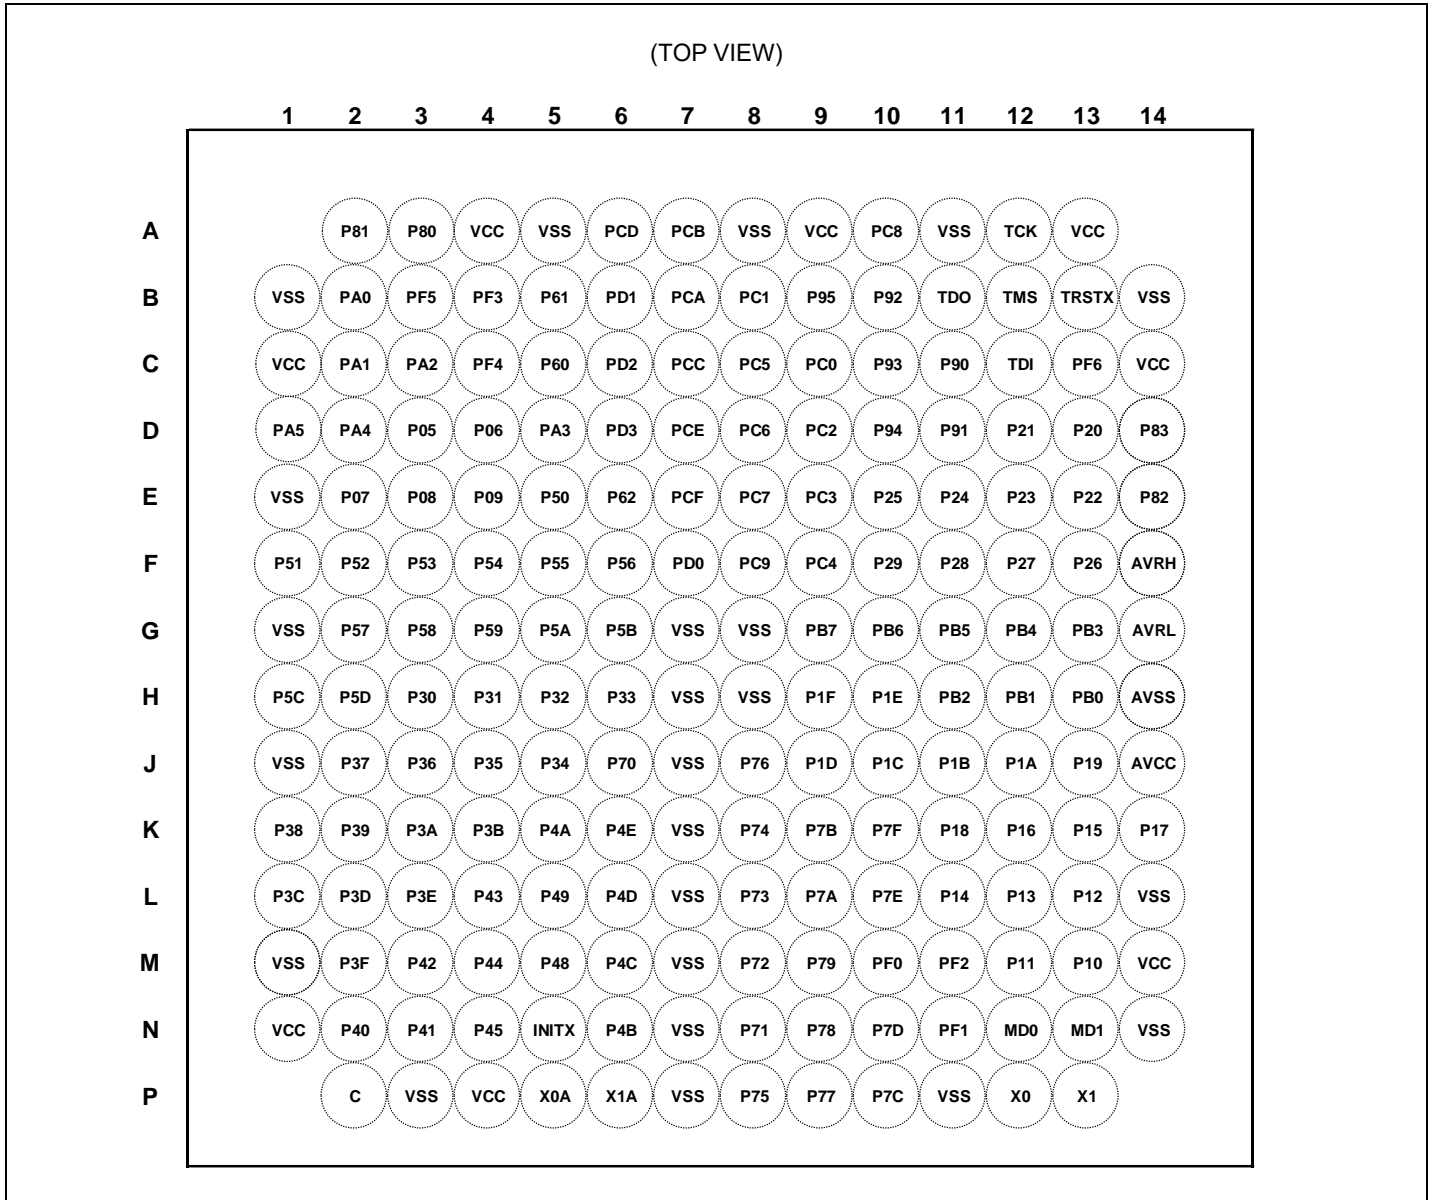 (TOP VIEW)
1 2 3 4 5 6 7 8 9 10 11 12 13 14
A P81 P80 VCC VSS PCD PCB VSS VCC PC8 VSS TCK VCC
B VSS PA0 PF5 PF3 P61 PD1 PCA PC1 P95 P92 TDO TMS TRSTX VSS
C VCC PA1 PA2 PF4 P60 PD2 PCC PC5 PC0 P93 P90 TDI PF6 VCC
D PA5 PA4 P05 P06 PA3 PD3 PCE PC6 PC2 P94 P91 P21 P20 P83
E VSS P07 P08 P09 P50 P62 PCF PC7 PC3 P25 P24 P23 P22 P82
F P51 P52 P53 P54 P55 P56 PD0 PC9 PC4 P29 P28 P27 P26 AVRH
G VSS P57 P58 P59 P5A P5B VSS VSS PB7 PB6 PB5 PB4 PB3 AVRL
H P5C P5D P30 P31 P32 P33 VSS VSS P1F P1E PB2 PB1 PB0 AVSS
J VSS P37 P36 P35 P34 P70 VSS P76 P1D P1C P1B P1A P19 AVCC
K P38 P39 P3A P3B P4A P4E VSS P74 P7B P7F P18 P16 P15 P17
L P3C P3D P3E P43 P49 P4D VSS P73 P7A P7E P14 P13 P12 VSS
M VSS P3F P42 P44 P48 P4C VSS P72 P79 PF0 PF2 P11 P10 VCC
N VCC P40 P41 P45 INITX P4B VSS P71 P78 P7D PF1 MD0 MD1 VSS
P C VSS VCC X0A X1A VSS P75 P77 P7C VSS X0 X1